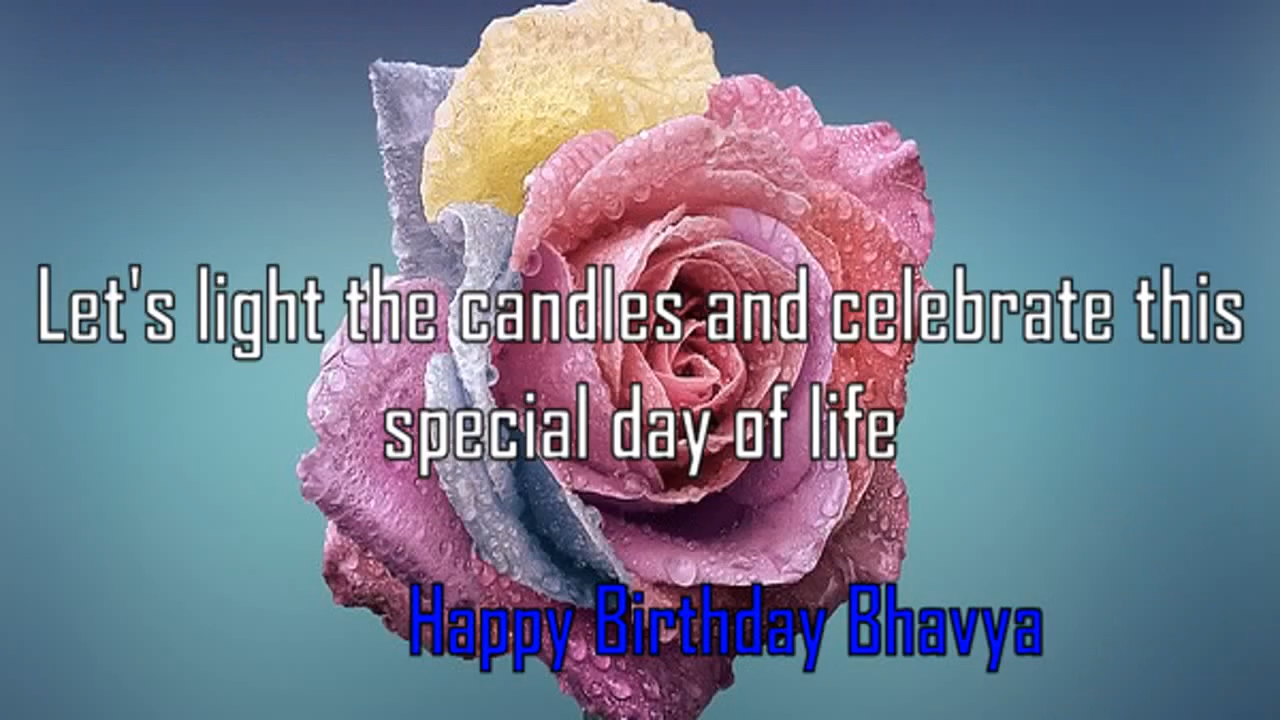 Let's light the candles and celebrate this
special day of life
Happy Birthday Bhavya